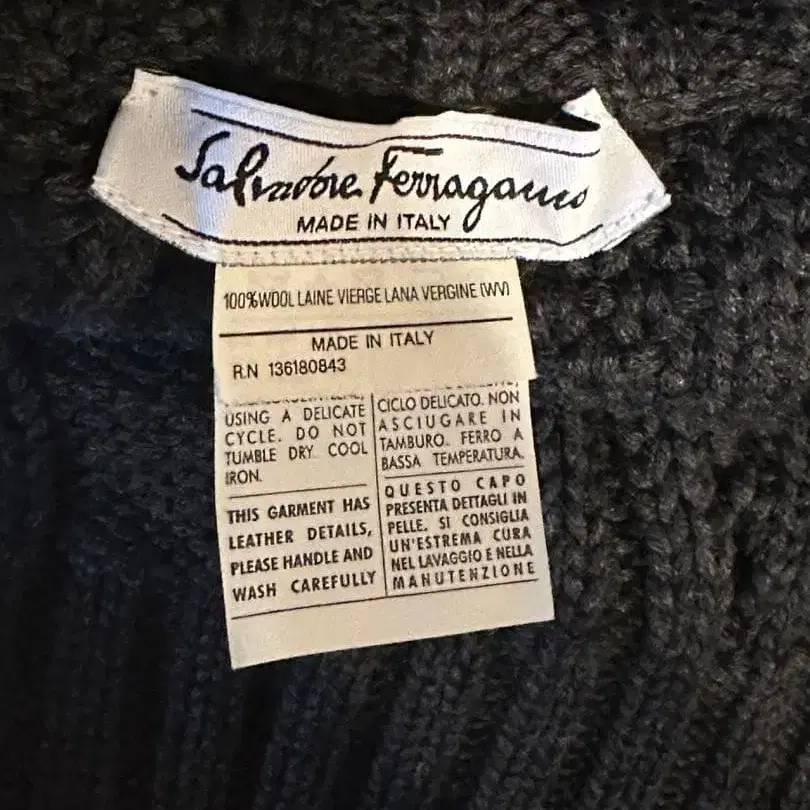 Salvatore Ferragamo
MADE IN ITALY
100%WOOL LAINE VIERGE LANA VERGINE (WV)
MADE IN ITALY
R.N 136180843
USING A DELICATE
CYCLE. DO NOT
TUMBLE DRY. COOL
IRON.
THIS GARMENT HAS
LEATHER DETAILS,
PLEASE HANDLE AND
WASH CAREFULLY
CICLO DELICATO. NON
ASCIUGARE IN
TAMBURO. FERRO A
BASSA TEMPERATURA.
QUESTO CAPO
PRESENTA DETTAGLI IN
PELLE. SI CONSIGLIA
UN'ESTREMA CURA
NEL LAVAGGIO E NELLA
MANUTENZIONE